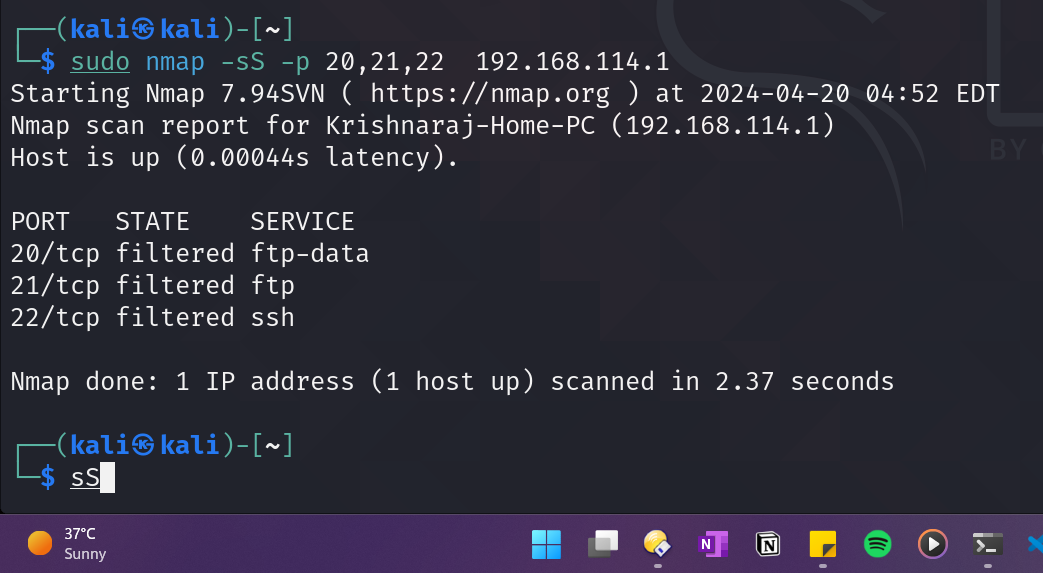 ┌──(kali㉿kali)-[~]
└─$ sudo nmap -sS -p 20,21,22  192.168.114.1
Starting Nmap 7.94SVN ( https://nmap.org ) at 2024-04-20 04:52 EDT
Nmap scan report for Krishnaraj-Home-PC (192.168.114.1)
Host is up (0.00044s latency).
BY
PORT   STATE    SERVICE
20/tcp filtered ftp-data
21/tcp filtered ftp
22/tcp filtered ssh
Nmap done: 1 IP address (1 host up) scanned in 2.37 seconds
┌──(kali㉿kali)-[~]
└─$ sS
37°C
Sunny